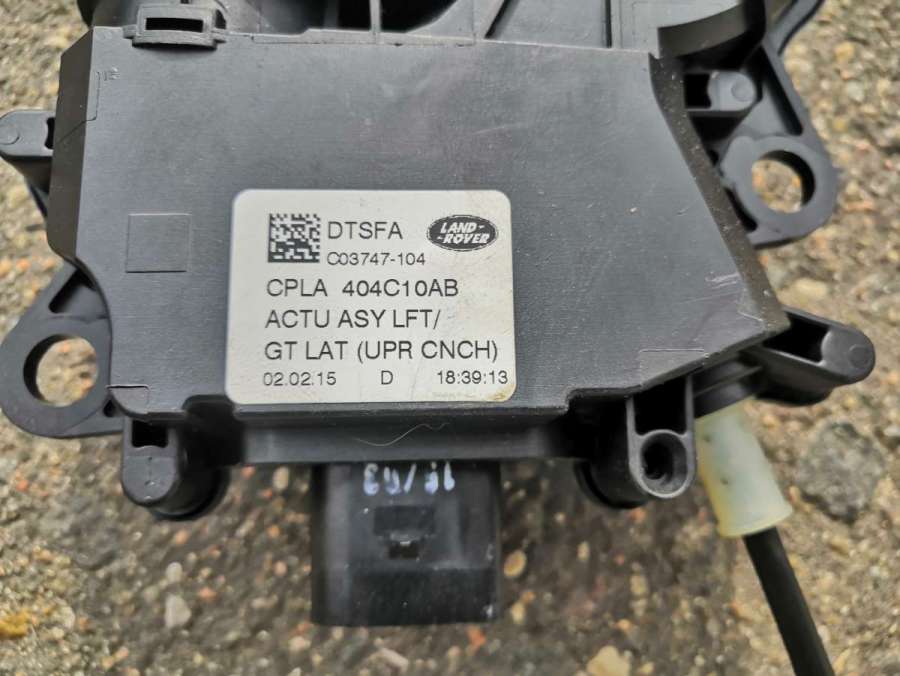 DTSFA
LAND-
-ROVER
C03747-104
CPLA 404C10AB
ACTU ASY LFT/
GT LAT (UPR CNCH)
02.02.15 D 18:39:13